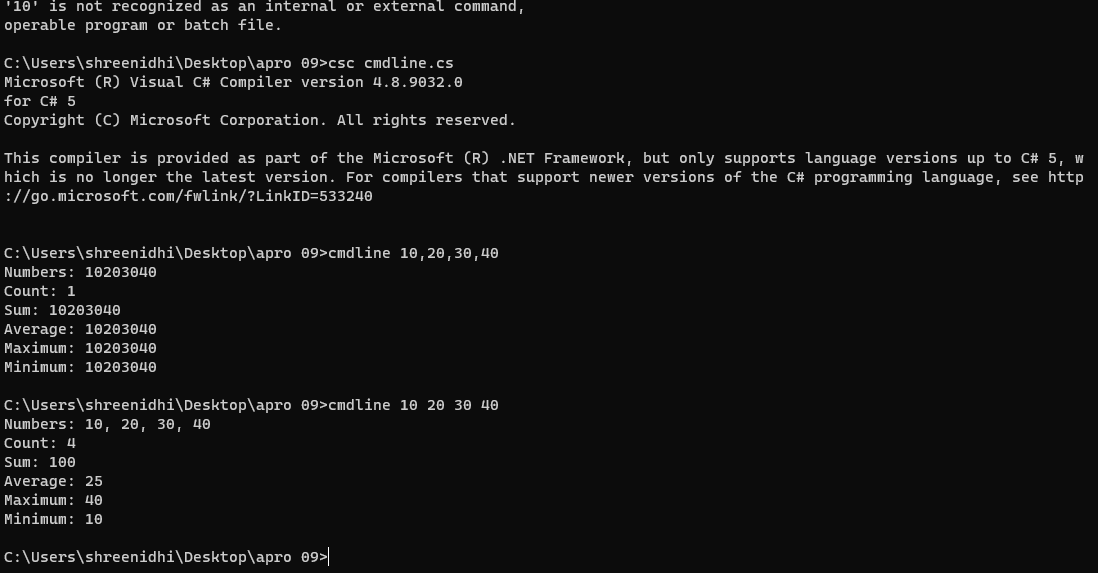 '10' is not recognized as an internal or external command,
operable program or batch file.
C:\Users\shreenidhi\Desktop\apro 09>csc cmdline.cs
Microsoft (R) Visual C# Compiler version 4.8.9032.0
for C# 5
Copyright (C) Microsoft Corporation. All rights reserved.
This compiler is provided as part of the Microsoft (R) .NET Framework, but only supports language versions up to C# 5, w
hich is no longer the latest version. For compilers that support newer versions of the C# programming language, see http
://go.microsoft.com/fwlink/?LinkID=533240
C:\Users\shreenidhi\Desktop\apro 09>cmdline 10,20,30,40
Numbers: 10203040
Count: 1
Sum: 10203040
Average: 10203040
Maximum: 10203040
Minimum: 10203040
C:\Users\shreenidhi\Desktop\apro 09>cmdline 10 20 30 40
Numbers: 10, 20, 30, 40
Count: 4
Sum: 100
Average: 25
Maximum: 40
Minimum: 10
C:\Users\shreenidhi\Desktop\apro 09>